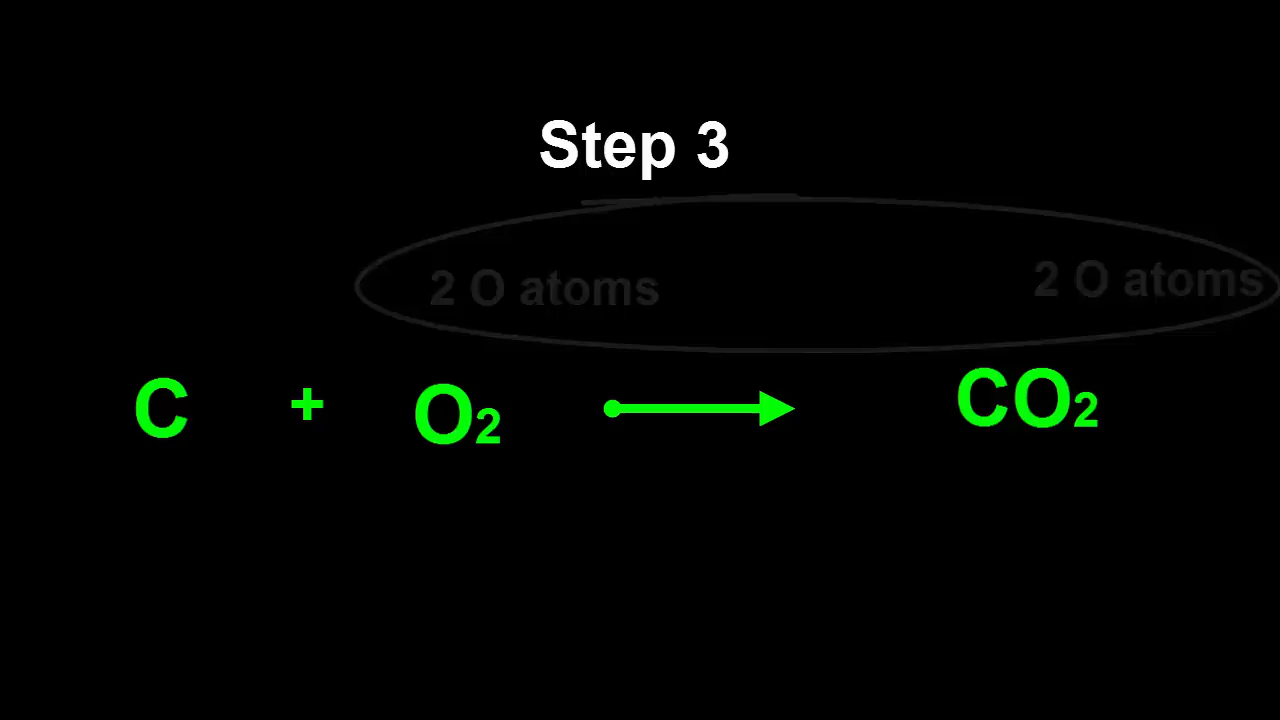 Step 3
2 O atoms 2 O atoms
C + O₂ → CO₂